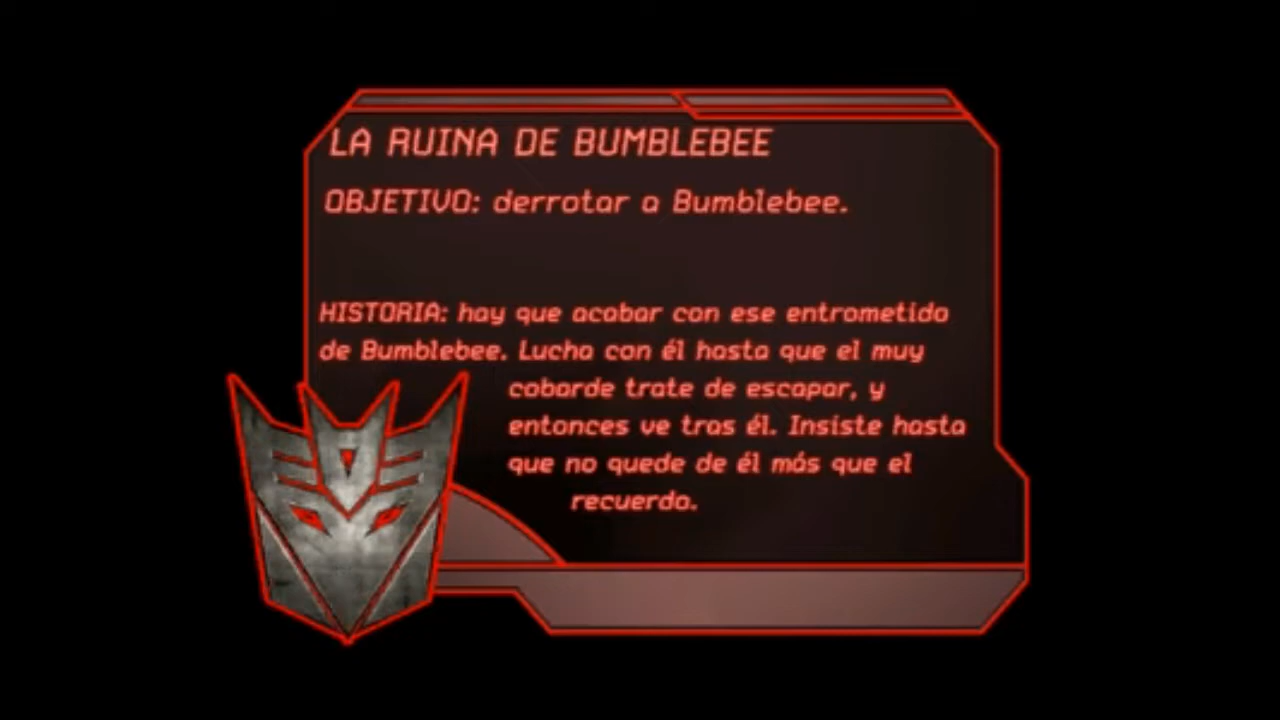 LA RUINA DE BUMBLEBEE
OBJETIVO: derrotar a Bumblebee.
HISTORIA: hay que acabar con ese entrometido
de Bumblebee. Lucha con él hasta que el muy
cobarde trate de escapar, y
entonces ve tras él. Insiste hasta
que no quede de él más que el
recuerdo.